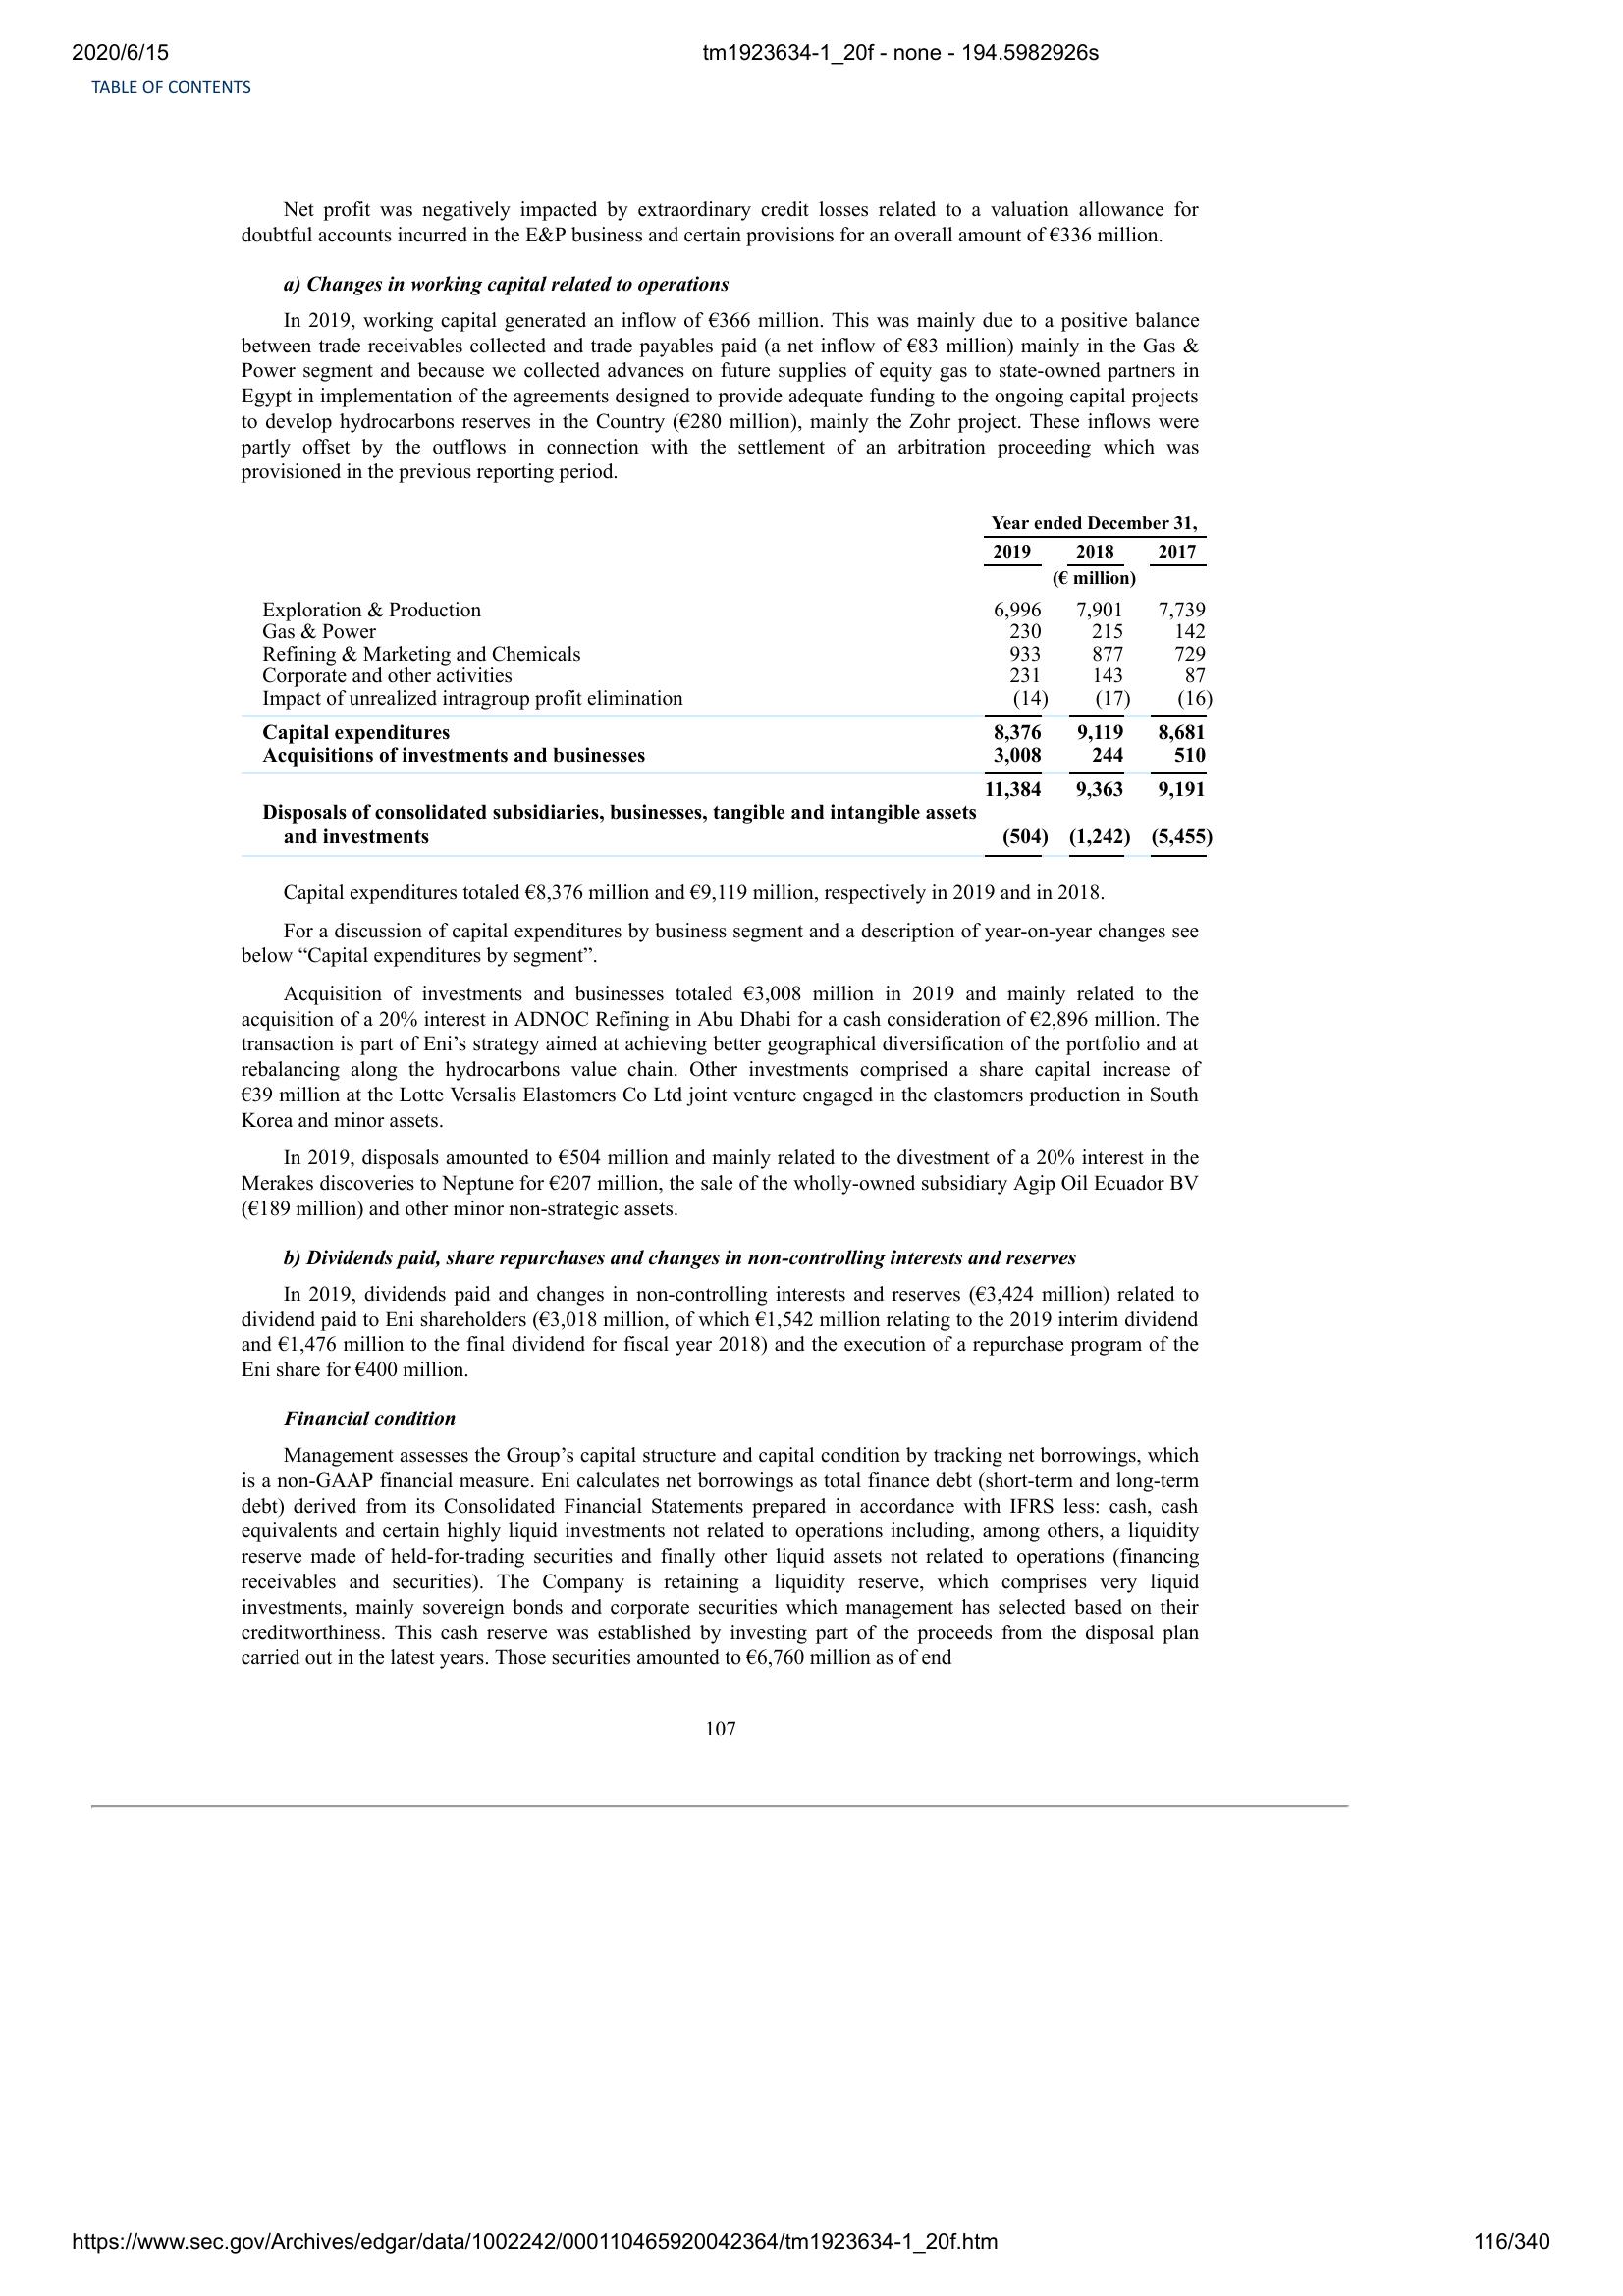 2020/6/15 tm1923634-1_20f - none - 194.5982926s
TABLE OF CONTENTS
Net profit was negatively impacted by extraordinary credit losses related to a valuation allowance for
doubtful accounts incurred in the E&P business and certain provisions for an overall amount of €336 million.
a) Changes in working capital related to operations
In 2019, working capital generated an inflow of €366 million. This was mainly due to a positive balance
between trade receivables collected and trade payables paid (a net inflow of €83 million) mainly in the Gas &
Power segment and because we collected advances on future supplies of equity gas to state-owned partners in
Egypt in implementation of the agreements designed to provide adequate funding to the ongoing capital projects
to develop hydrocarbons reserves in the Country (€280 million), mainly the Zohr project. These inflows were
partly offset by the outflows in connection with the settlement of an arbitration proceeding which was
provisioned in the previous reporting period.
Year ended December 31,
2019 2018 2017
(€ million)
Exploration & Production 6,996 7,901 7,739
Gas & Power 230 215 142
Refining & Marketing and Chemicals 933 877 729
Corporate and other activities 231 143 87
Impact of unrealized intragroup profit elimination (14) (17) (16)
Capital expenditures 8,376 9,119 8,681
Acquisitions of investments and businesses 3,008 244 510
11,384 9,363 9,191
Disposals of consolidated subsidiaries, businesses, tangible and intangible assets
and investments (504) (1,242) (5,455)
Capital expenditures totaled €8,376 million and €9,119 million, respectively in 2019 and in 2018.
For a discussion of capital expenditures by business segment and a description of year-on-year changes see
below “Capital expenditures by segment”.
Acquisition of investments and businesses totaled €3,008 million in 2019 and mainly related to the
acquisition of a 20% interest in ADNOC Refining in Abu Dhabi for a cash consideration of €2,896 million. The
transaction is part of Eni’s strategy aimed at achieving better geographical diversification of the portfolio and at
rebalancing along the hydrocarbons value chain. Other investments comprised a share capital increase of
€39 million at the Lotte Versalis Elastomers Co Ltd joint venture engaged in the elastomers production in South
Korea and minor assets.
In 2019, disposals amounted to €504 million and mainly related to the divestment of a 20% interest in the
Merakes discoveries to Neptune for €207 million, the sale of the wholly-owned subsidiary Agip Oil Ecuador BV
(€189 million) and other minor non-strategic assets.
b) Dividends paid, share repurchases and changes in non-controlling interests and reserves
In 2019, dividends paid and changes in non-controlling interests and reserves (€3,424 million) related to
dividend paid to Eni shareholders (€3,018 million, of which €1,542 million relating to the 2019 interim dividend
and €1,476 million to the final dividend for fiscal year 2018) and the execution of a repurchase program of the
Eni share for €400 million.
Financial condition
Management assesses the Group’s capital structure and capital condition by tracking net borrowings, which
is a non-GAAP financial measure. Eni calculates net borrowings as total finance debt (short-term and long-term
debt) derived from its Consolidated Financial Statements prepared in accordance with IFRS less: cash, cash
equivalents and certain highly liquid investments not related to operations including, among others, a liquidity
reserve made of held-for-trading securities and finally other liquid assets not related to operations (financing
receivables and securities). The Company is retaining a liquidity reserve, which comprises very liquid
investments, mainly sovereign bonds and corporate securities which management has selected based on their
creditworthiness. This cash reserve was established by investing part of the proceeds from the disposal plan
carried out in the latest years. Those securities amounted to €6,760 million as of end
107
https://www.sec.gov/Archives/edgar/data/1002242/000110465920042364/tm1923634-1_20f.htm 116/340